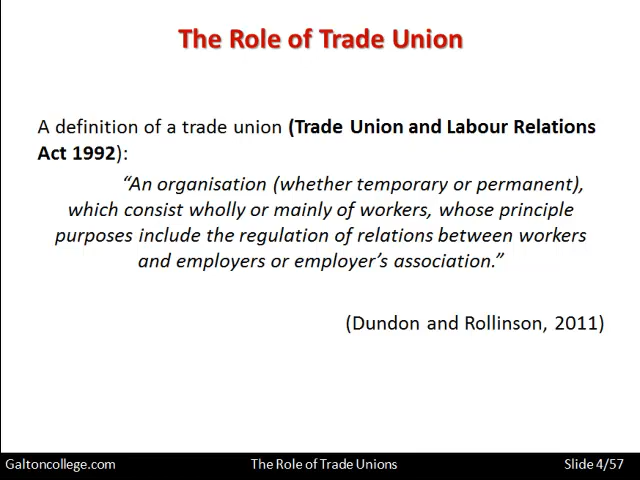 The Role of Trade Union
A definition of a trade union (Trade Union and Labour Relations
Act 1992):
“An organisation (whether temporary or permanent),
which consist wholly or mainly of workers, whose principle
purposes include the regulation of relations between workers
and employers or employer’s association.”
(Dundon and Rollinson, 2011)
Galtoncollege.com The Role of Trade Unions Slide 4/57